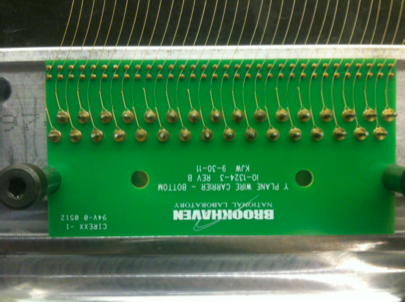 Y PLANE WIRE CARRIER - BOTTOM
IO-1324-3 REV B
KJW 9-30-11
BROOKHAVEN
NATIONAL LABORATORY
CIREXX -1
94V-0 0512